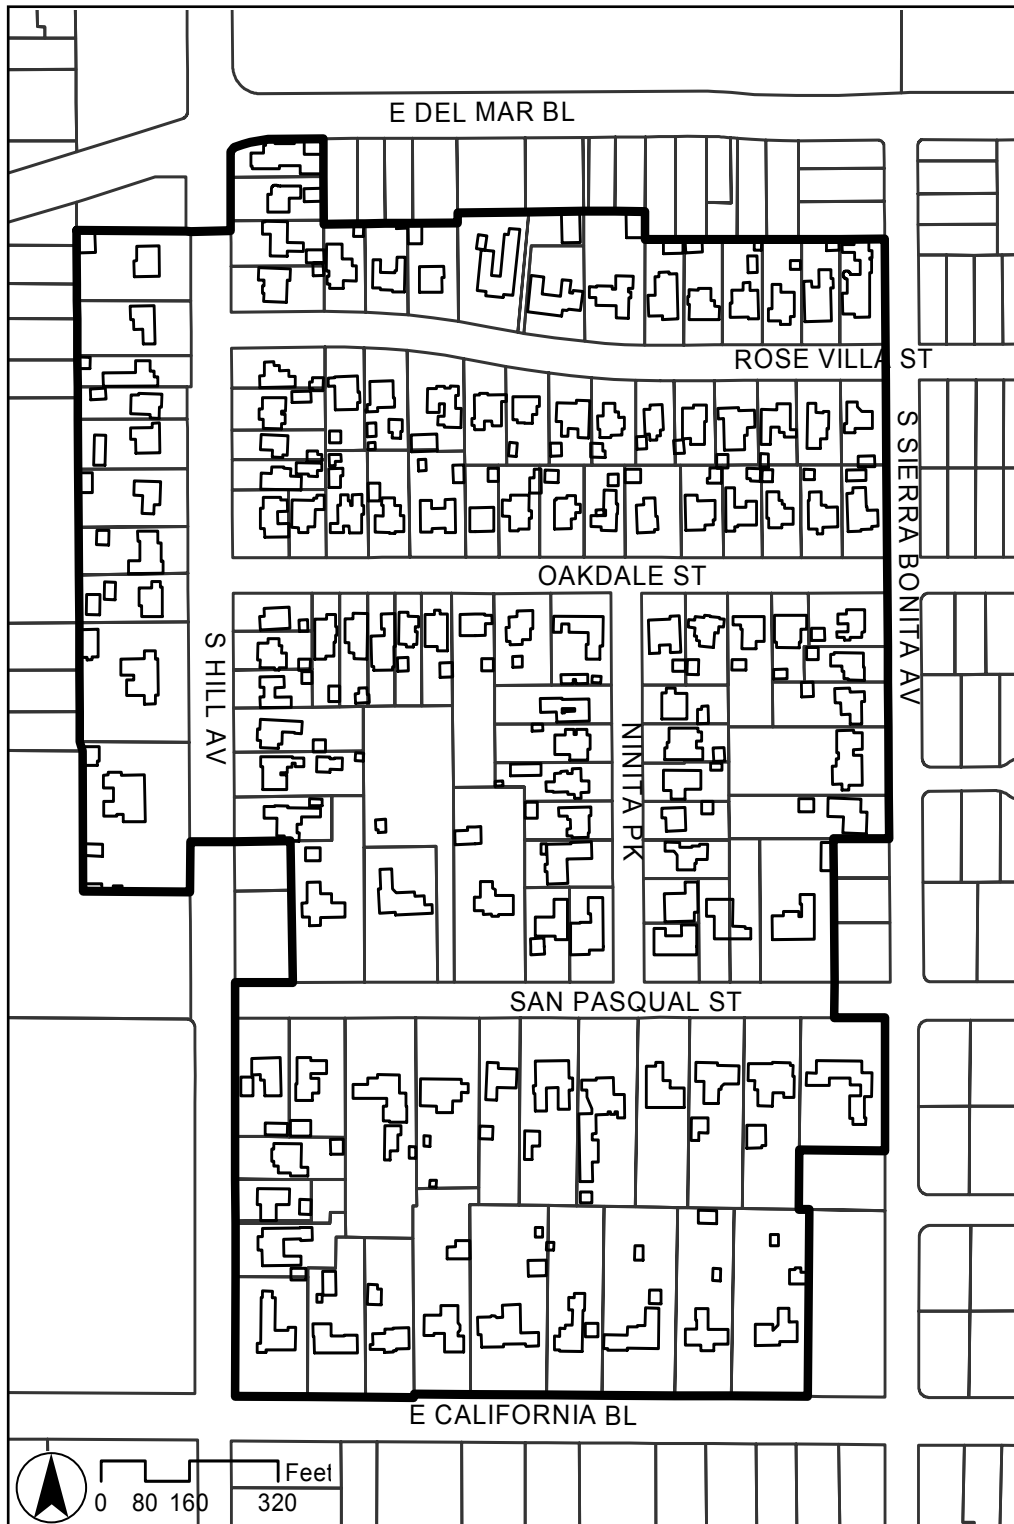 E DEL MAR BL
ROSE VILLA ST
S SIERRA BONITA AV
OAKDALE ST
S HILL AV
NINITA PK
SAN PASQUAL ST
E CALIFORNIA BL
Feet
0 80 160 320